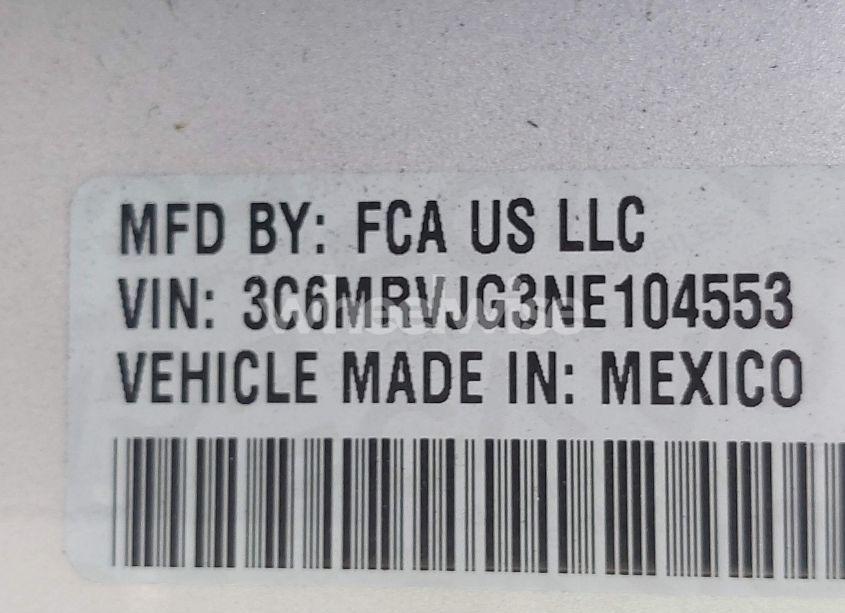 MFD BY: FCA US LLC
VIN: 3C6MRVJG3NE104553
VEHICLE MADE IN: MEXICO